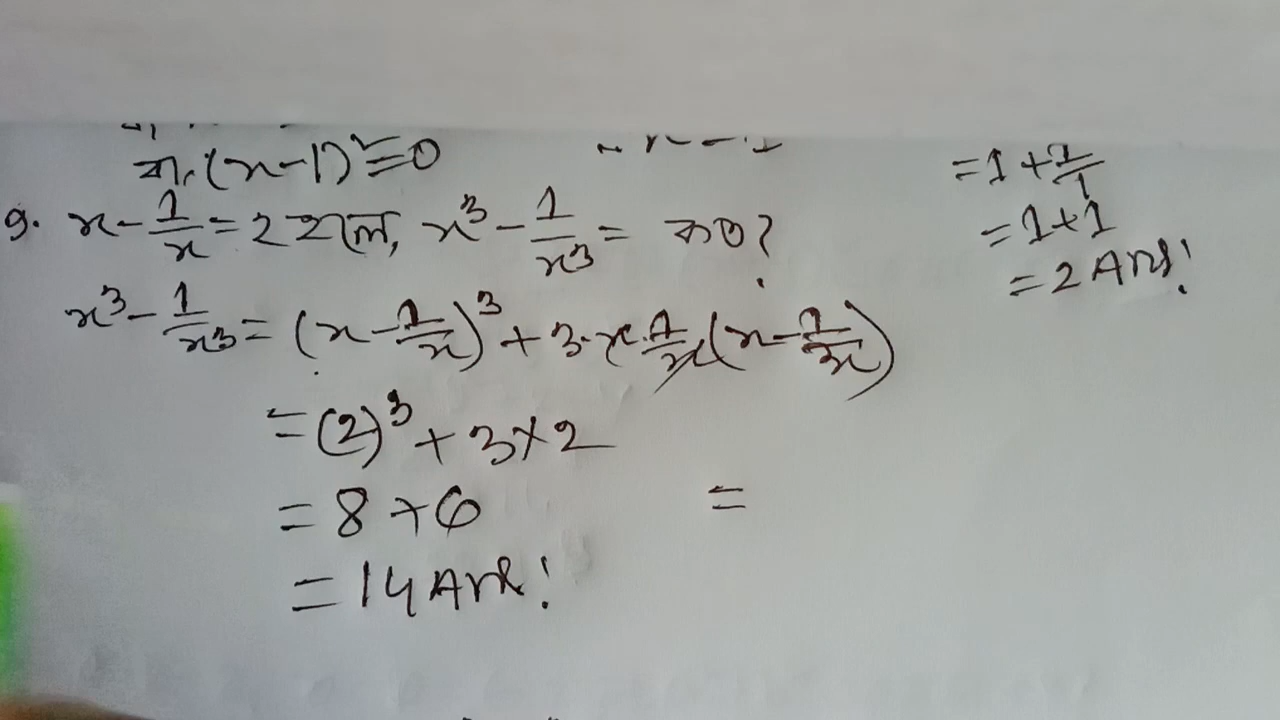 বা, (x-1)²=0
9. x - 1/x = 2 হলে, x³ - 1/x³ = কত?
x³ - 1/x³ = (x - 1/x)³ + 3·x·1/x(x - 1/x)
= (2)³ + 3×2
= 8+6
=
= 14 Ans!
= 1 + 1/1
= 1+1
= 2 Ans!